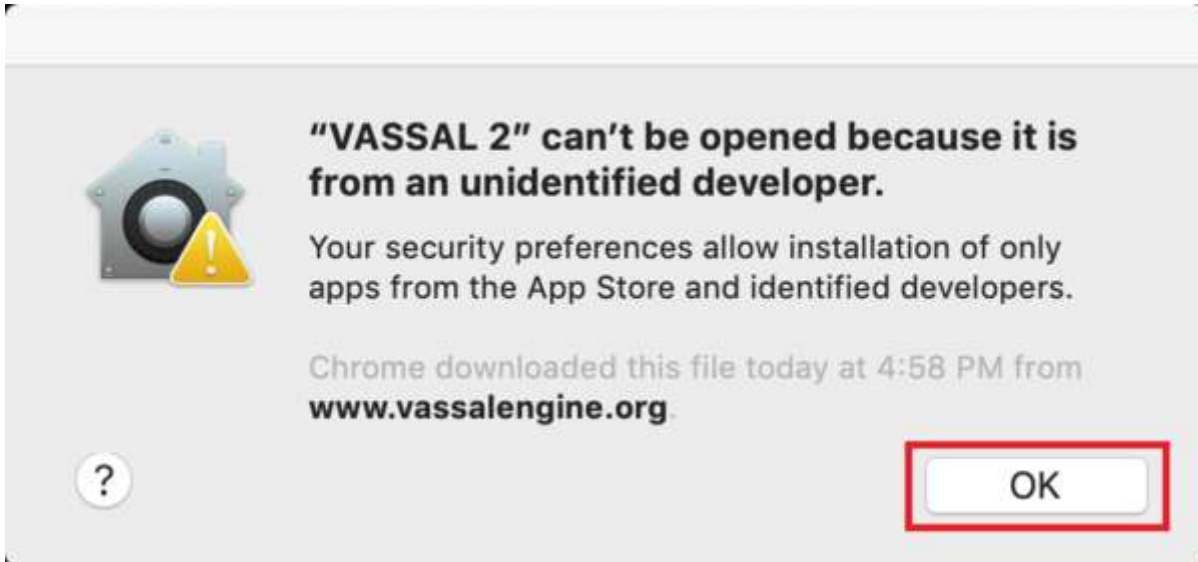 “VASSAL 2” can’t be opened because it is
from an unidentified developer.
Your security preferences allow installation of only
apps from the App Store and identified developers.
Chrome downloaded this file today at 4:58 PM from
www.vassalengine.org.
?
OK